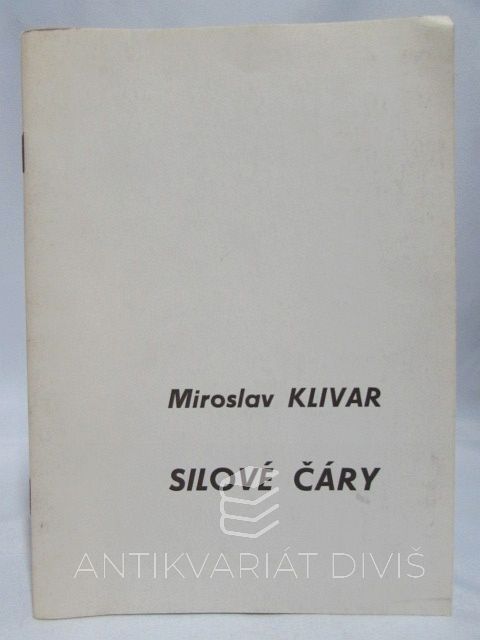 Miroslav KLIVAR
SILOVÉ ČÁRY
ANTIKVARIÁT DIVIŠ